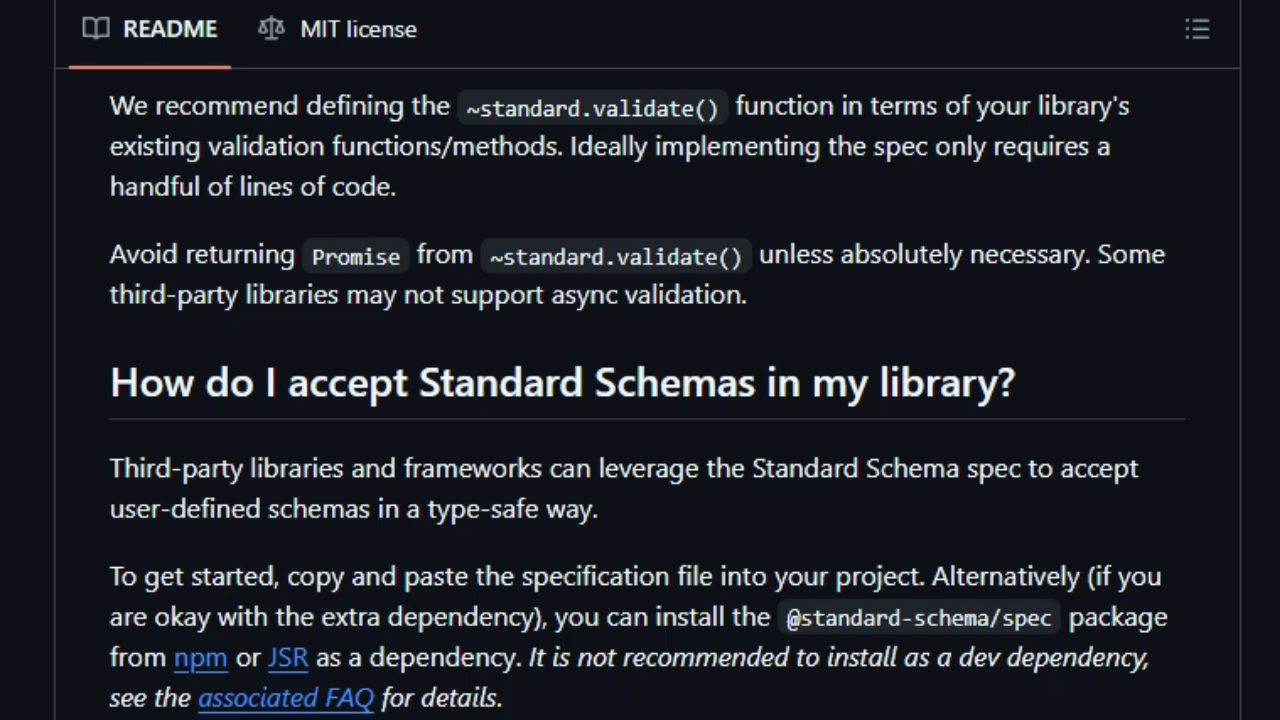 README MIT license
We recommend defining the ~standard.validate() function in terms of your library's
existing validation functions/methods. Ideally implementing the spec only requires a
handful of lines of code.
Avoid returning Promise from ~standard.validate() unless absolutely necessary. Some
third-party libraries may not support async validation.
How do I accept Standard Schemas in my library?
Third-party libraries and frameworks can leverage the Standard Schema spec to accept
user-defined schemas in a type-safe way.
To get started, copy and paste the specification file into your project. Alternatively (if you
are okay with the extra dependency), you can install the @standard-schema/spec package
from npm or JSR as a dependency. It is not recommended to install as a dev dependency,
see the associated FAQ for details.